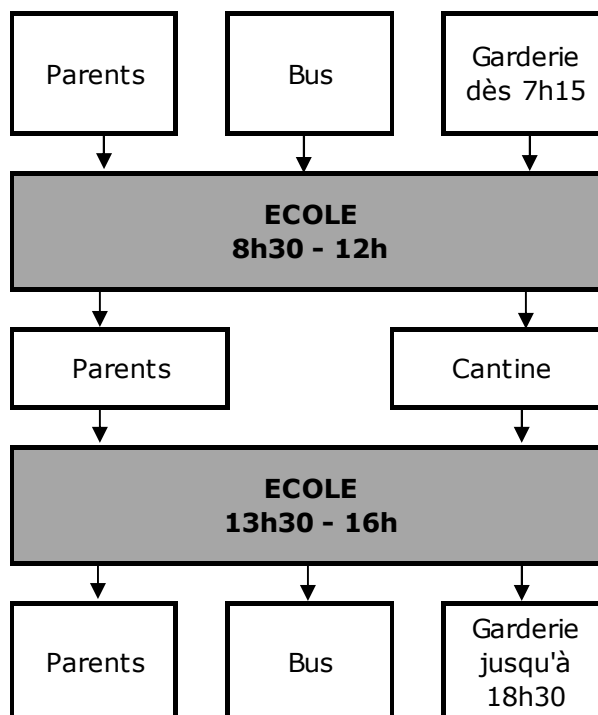 Parents
Bus
Garderie
dès 7h15
ECOLE
8h30 - 12h
Parents
Cantine
ECOLE
13h30 - 16h
Parents
Bus
Garderie
jusqu'à
18h30